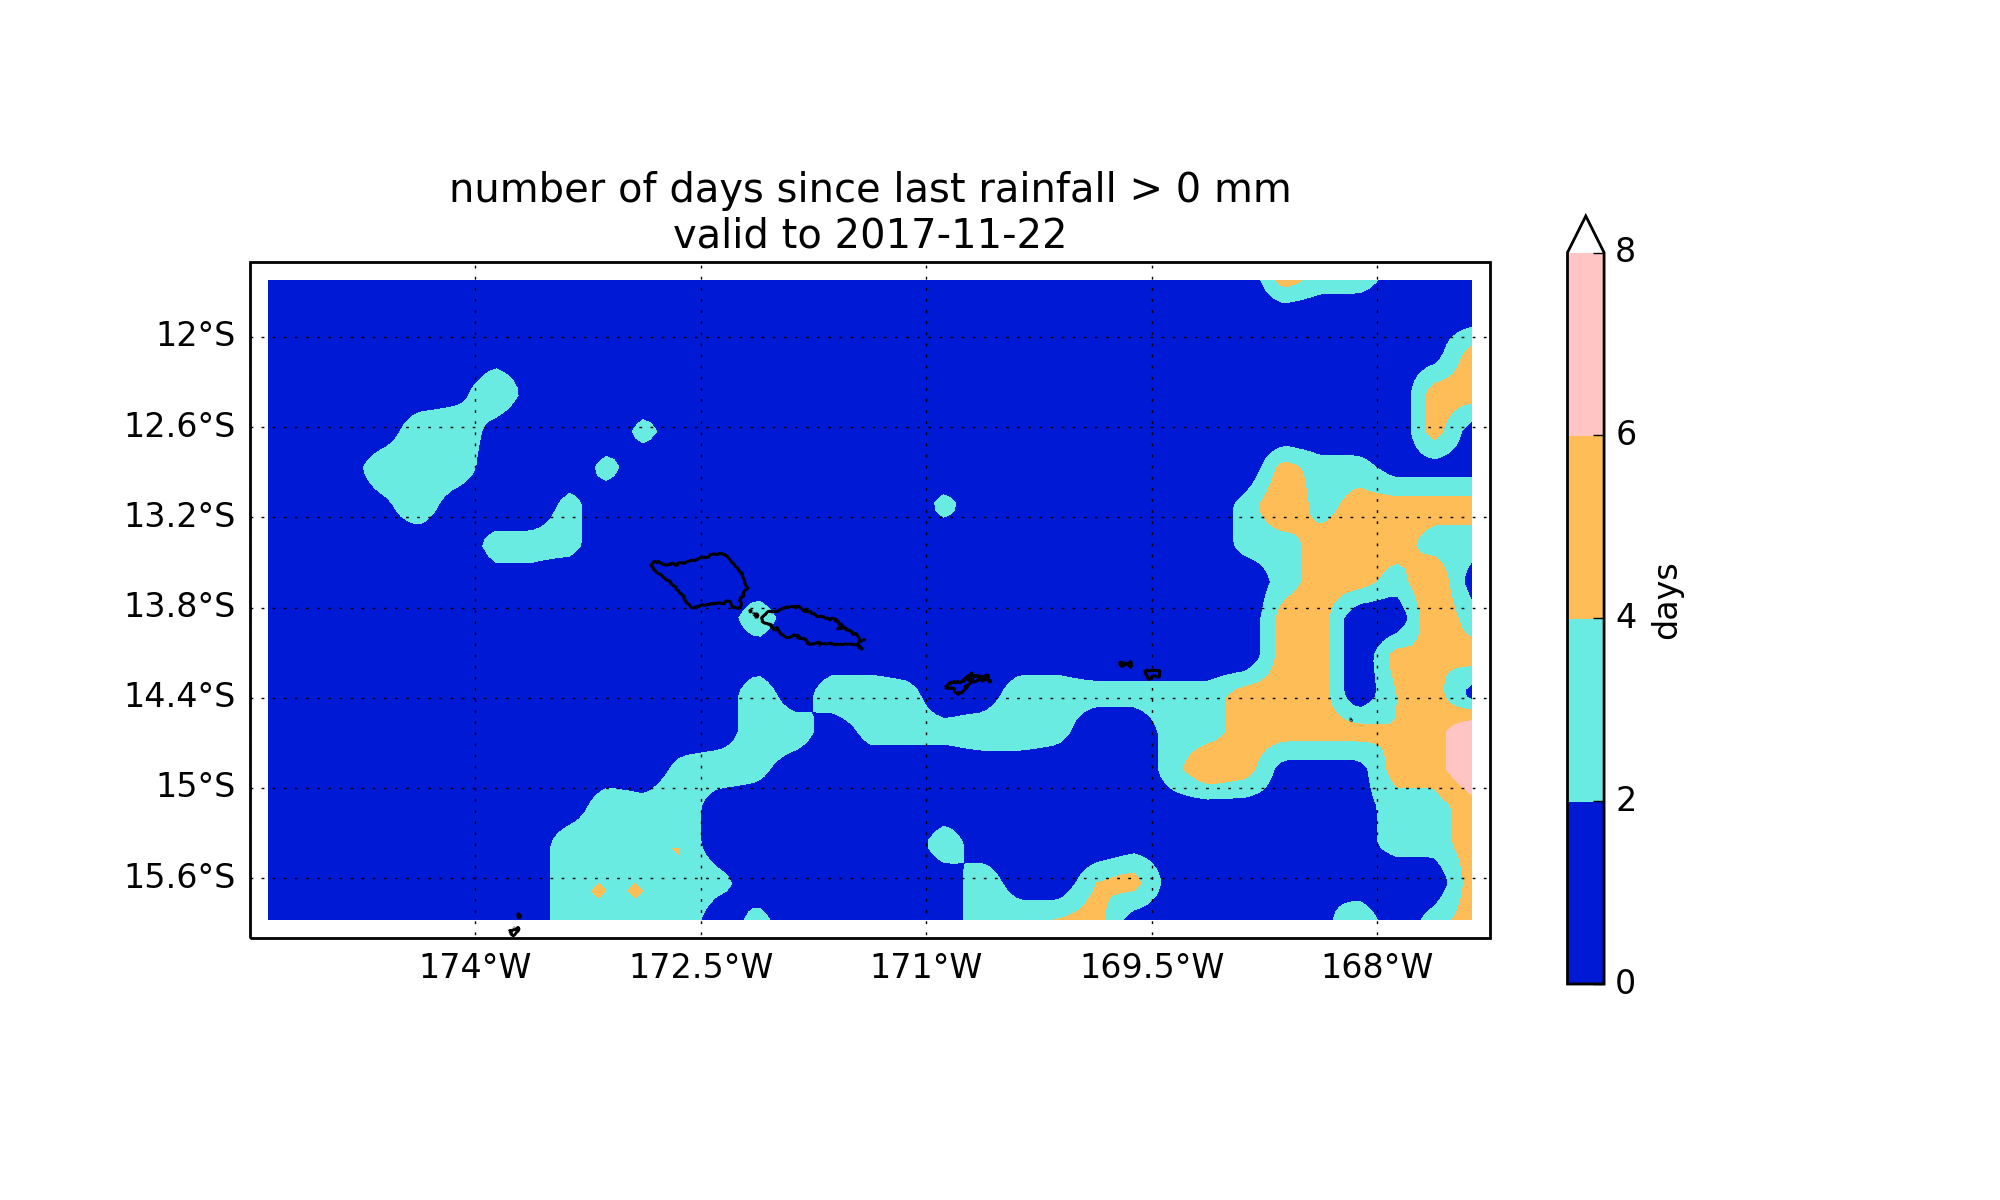 number of days since last rainfall > 0 mm
valid to 2017-11-22
12°S
12.6°S
13.2°S
13.8°S
14.4°S
15°S
15.6°S
174°W
172.5°W
171°W
169.5°W
168°W
8
6
4
2
0
days